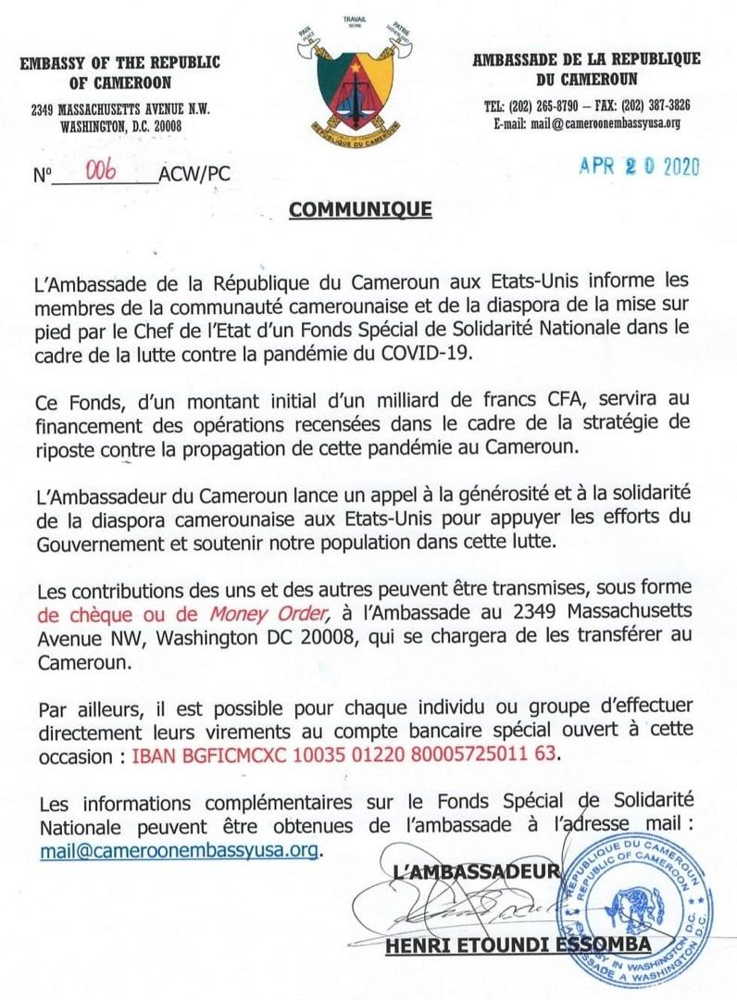 TRAVAIL
WORK
PAIX
PEACE
PATRIE
FATHERLAND
REPUBLIQUE DU CAMEROUN
EMBASSY OF THE REPUBLIC
OF CAMEROON
2349 MASSACHUSETTS AVENUE N.W.
WASHINGTON, D.C. 20008
AMBASSADE DE LA REPUBLIQUE
DU CAMEROUN
TEL: (202) 265-8790 – FAX: (202) 387-3826
E-mail: mail@cameroonembassyusa.org
Nº 006 ACW/PC
APR 20 2020
COMMUNIQUE
L'Ambassade de la République du Cameroun aux Etats-Unis informe les
membres de la communauté camerounaise et de la diaspora de la mise sur
pied par le Chef de l'Etat d'un Fonds Spécial de Solidarité Nationale dans le
cadre de la lutte contre la pandémie du COVID-19.
Ce Fonds, d'un montant initial d'un milliard de francs CFA, servira au
financement des opérations recensées dans le cadre de la stratégie de
riposte contre la propagation de cette pandémie au Cameroun.
L'Ambassadeur du Cameroun lance un appel à la générosité et à la solidarité
de la diaspora camerounaise aux Etats-Unis pour appuyer les efforts du
Gouvernement et soutenir notre population dans cette lutte.
Les contributions des uns et des autres peuvent être transmises, sous forme
de chèque ou de Money Order, à l'Ambassade au 2349 Massachusetts
Avenue NW, Washington DC 20008, qui se chargera de les transférer au
Cameroun.
Par ailleurs, il est possible pour chaque individu ou groupe d'effectuer
directement leurs virements au compte bancaire spécial ouvert à cette
occasion : IBAN BGFICMCXC 10035 01220 80005725011 63.
Les informations complémentaires sur le Fonds Spécial de Solidarité
Nationale peuvent être obtenues de l'ambassade à l'adresse mail :
mail@cameroonembassyusa.org.
L'AMBASSADEUR
HENRI ETOUNDI ESSOMBA
REPUBLIQUE DU CAMEROUN
REPUBLIC OF CAMEROON
EMBASSY IN WASHINGTON D.C.
AMBASSADE A WASHINGTON D.C.